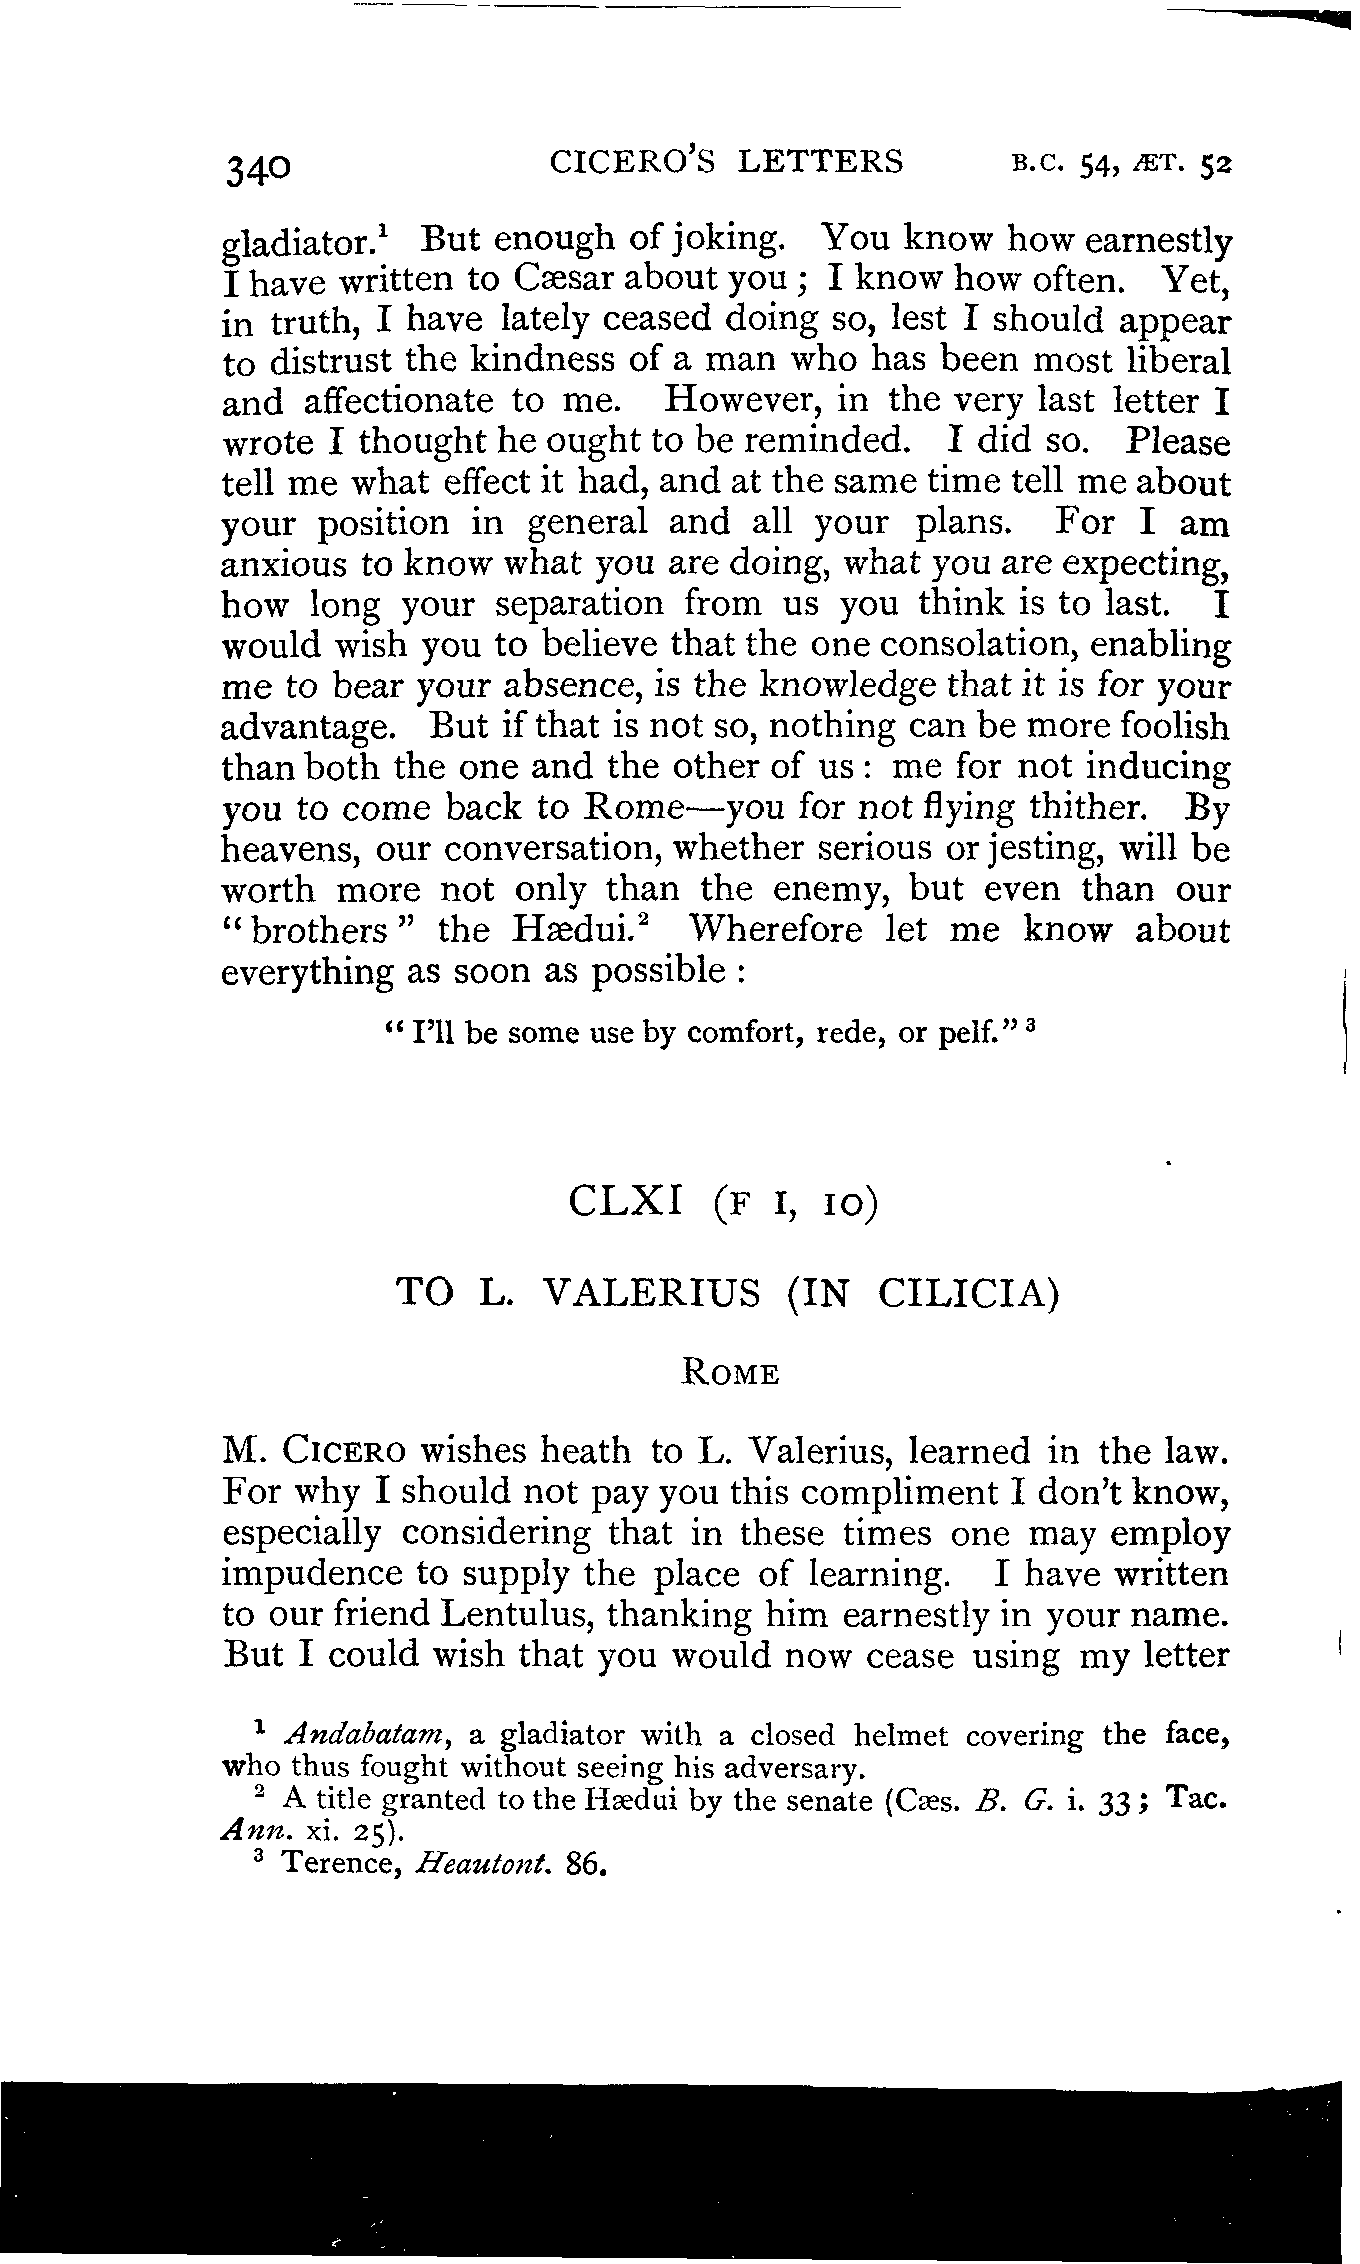 340 CICERO'S LETTERS B.C. 54, ÆT. 52
gladiator.¹ But enough of joking. You know how earnestly
I have written to Cæsar about you ; I know how often. Yet,
in truth, I have lately ceased doing so, lest I should appear
to distrust the kindness of a man who has been most liberal
and affectionate to me. However, in the very last letter I
wrote I thought he ought to be reminded. I did so. Please
tell me what effect it had, and at the same time tell me about
your position in general and all your plans. For I am
anxious to know what you are doing, what you are expecting,
how long your separation from us you think is to last. I
would wish you to believe that the one consolation, enabling
me to bear your absence, is the knowledge that it is for your
advantage. But if that is not so, nothing can be more foolish
than both the one and the other of us : me for not inducing
you to come back to Rome—you for not flying thither. By
heavens, our conversation, whether serious or jesting, will be
worth more not only than the enemy, but even than our
“ brothers ” the Hædui.² Wherefore let me know about
everything as soon as possible :
“ I'll be some use by comfort, rede, or pelf.” ³
CLXI (F I, 10)
TO L. VALERIUS (IN CILICIA)
ROME
M. CICERO wishes heath to L. Valerius, learned in the law.
For why I should not pay you this compliment I don't know,
especially considering that in these times one may employ
impudence to supply the place of learning. I have written
to our friend Lentulus, thanking him earnestly in your name.
But I could wish that you would now cease using my letter
¹ Andabatam, a gladiator with a closed helmet covering the face,
who thus fought without seeing his adversary.
² A title granted to the Hædui by the senate (Cæs. B. G. i. 33 ; Tac.
Ann. xi. 25).
³ Terence, Heautont. 86.